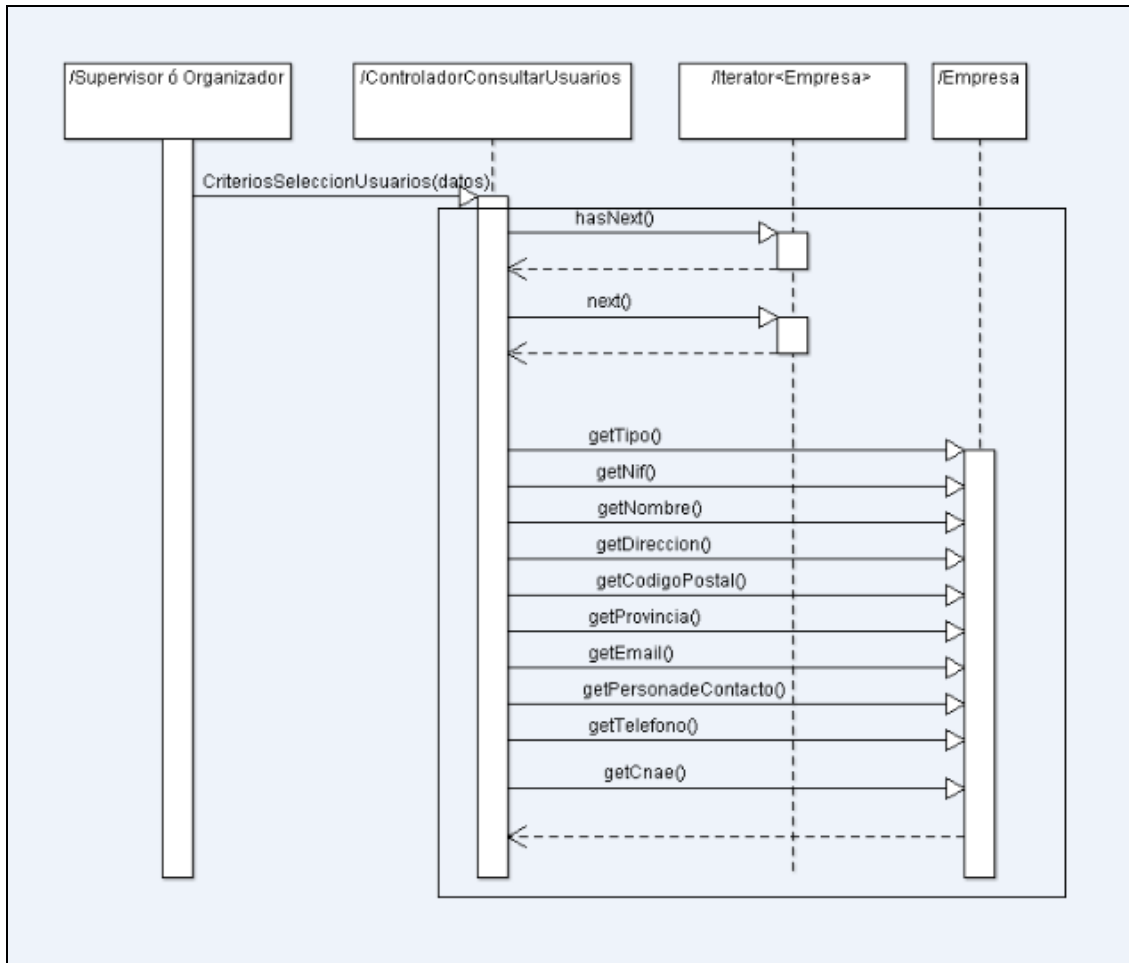 /Supervisor ó Organizador
/ControladorConsultarUsuarios
/Iterator<Empresa>
/Empresa
CriteriosSeleccionUsuarios(datos)
hasNext()
next()
getTipo()
getNif()
getNombre()
getDireccion()
getCodigoPostal()
getProvincia()
getEmail()
getPersonadeContacto()
getTelefono()
getCnae()